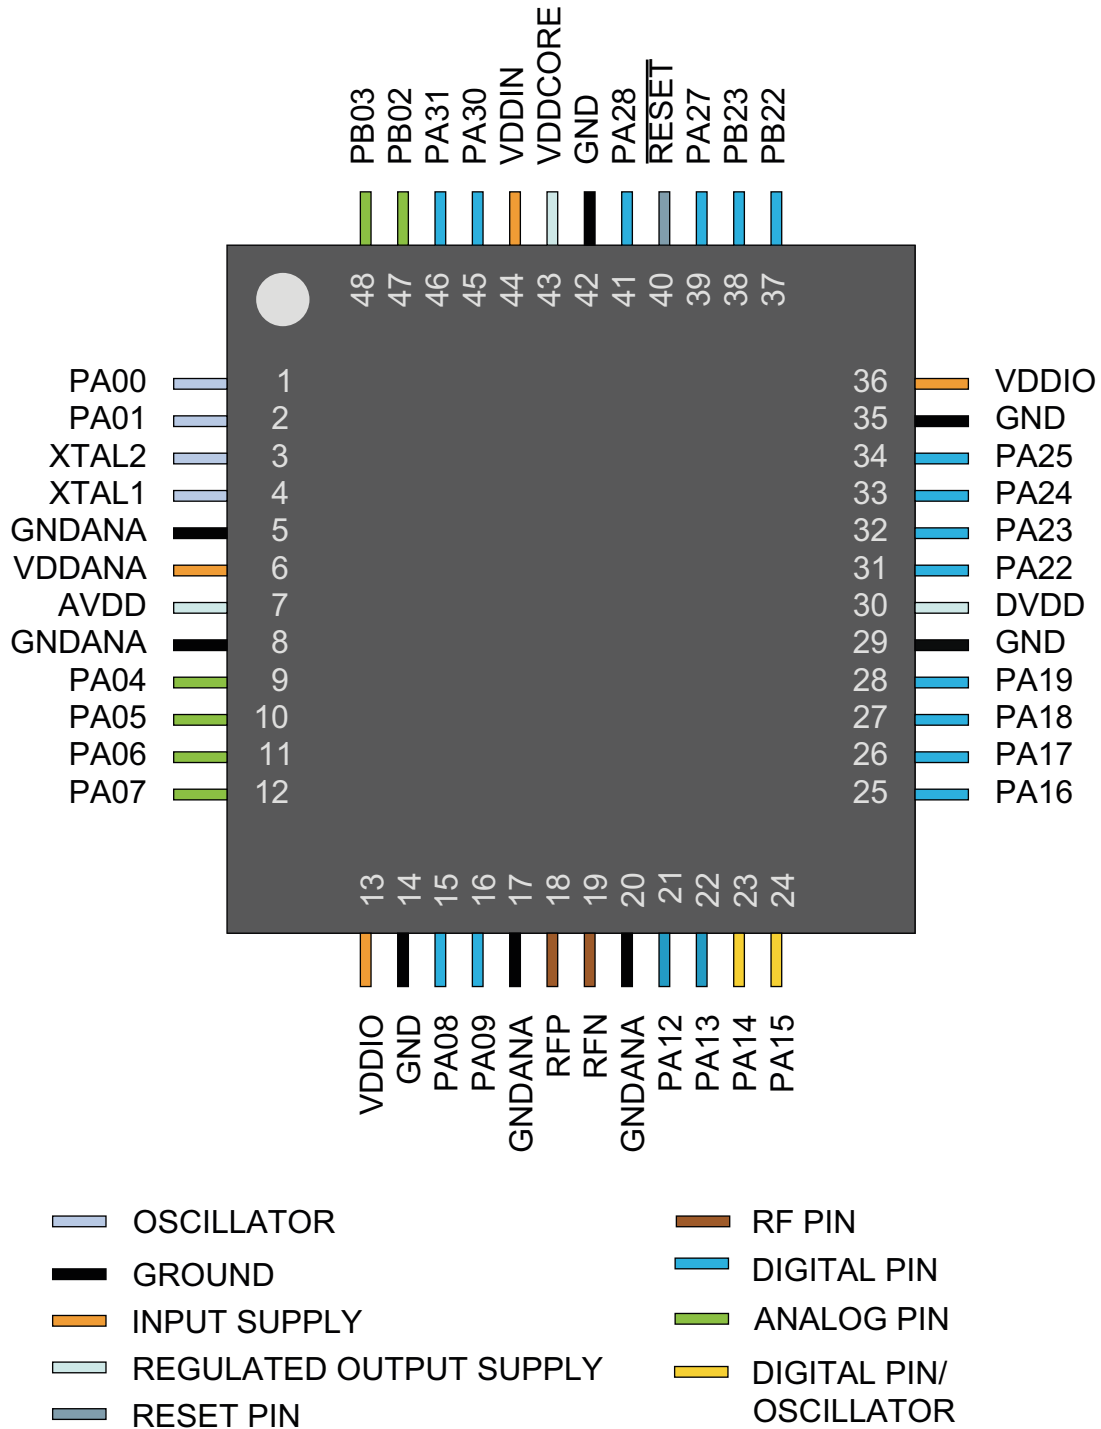 PB03
PB02
PA31
PA30
VDDIN
VDDCORE
GND
PA28
RESET
PA27
PB23
PB22
48
47
46
45
44
43
42
41
40
39
38
37
PA00 1
PA01 2
XTAL2 3
XTAL1 4
GNDANA 5
VDDANA 6
AVDD 7
GNDANA 8
PA04 9
PA05 10
PA06 11
PA07 12
36 VDDIO
35 GND
34 PA25
33 PA24
32 PA23
31 PA22
30 DVDD
29 GND
28 PA19
27 PA18
26 PA17
25 PA16
13
14
15
16
17
18
19
20
21
22
23
24
VDDIO
GND
PA08
PA09
GNDANA
RFP
RFN
GNDANA
PA12
PA13
PA14
PA15
OSCILLATOR
GROUND
INPUT SUPPLY
REGULATED OUTPUT SUPPLY
RESET PIN
RF PIN
DIGITAL PIN
ANALOG PIN
DIGITAL PIN/
OSCILLATOR